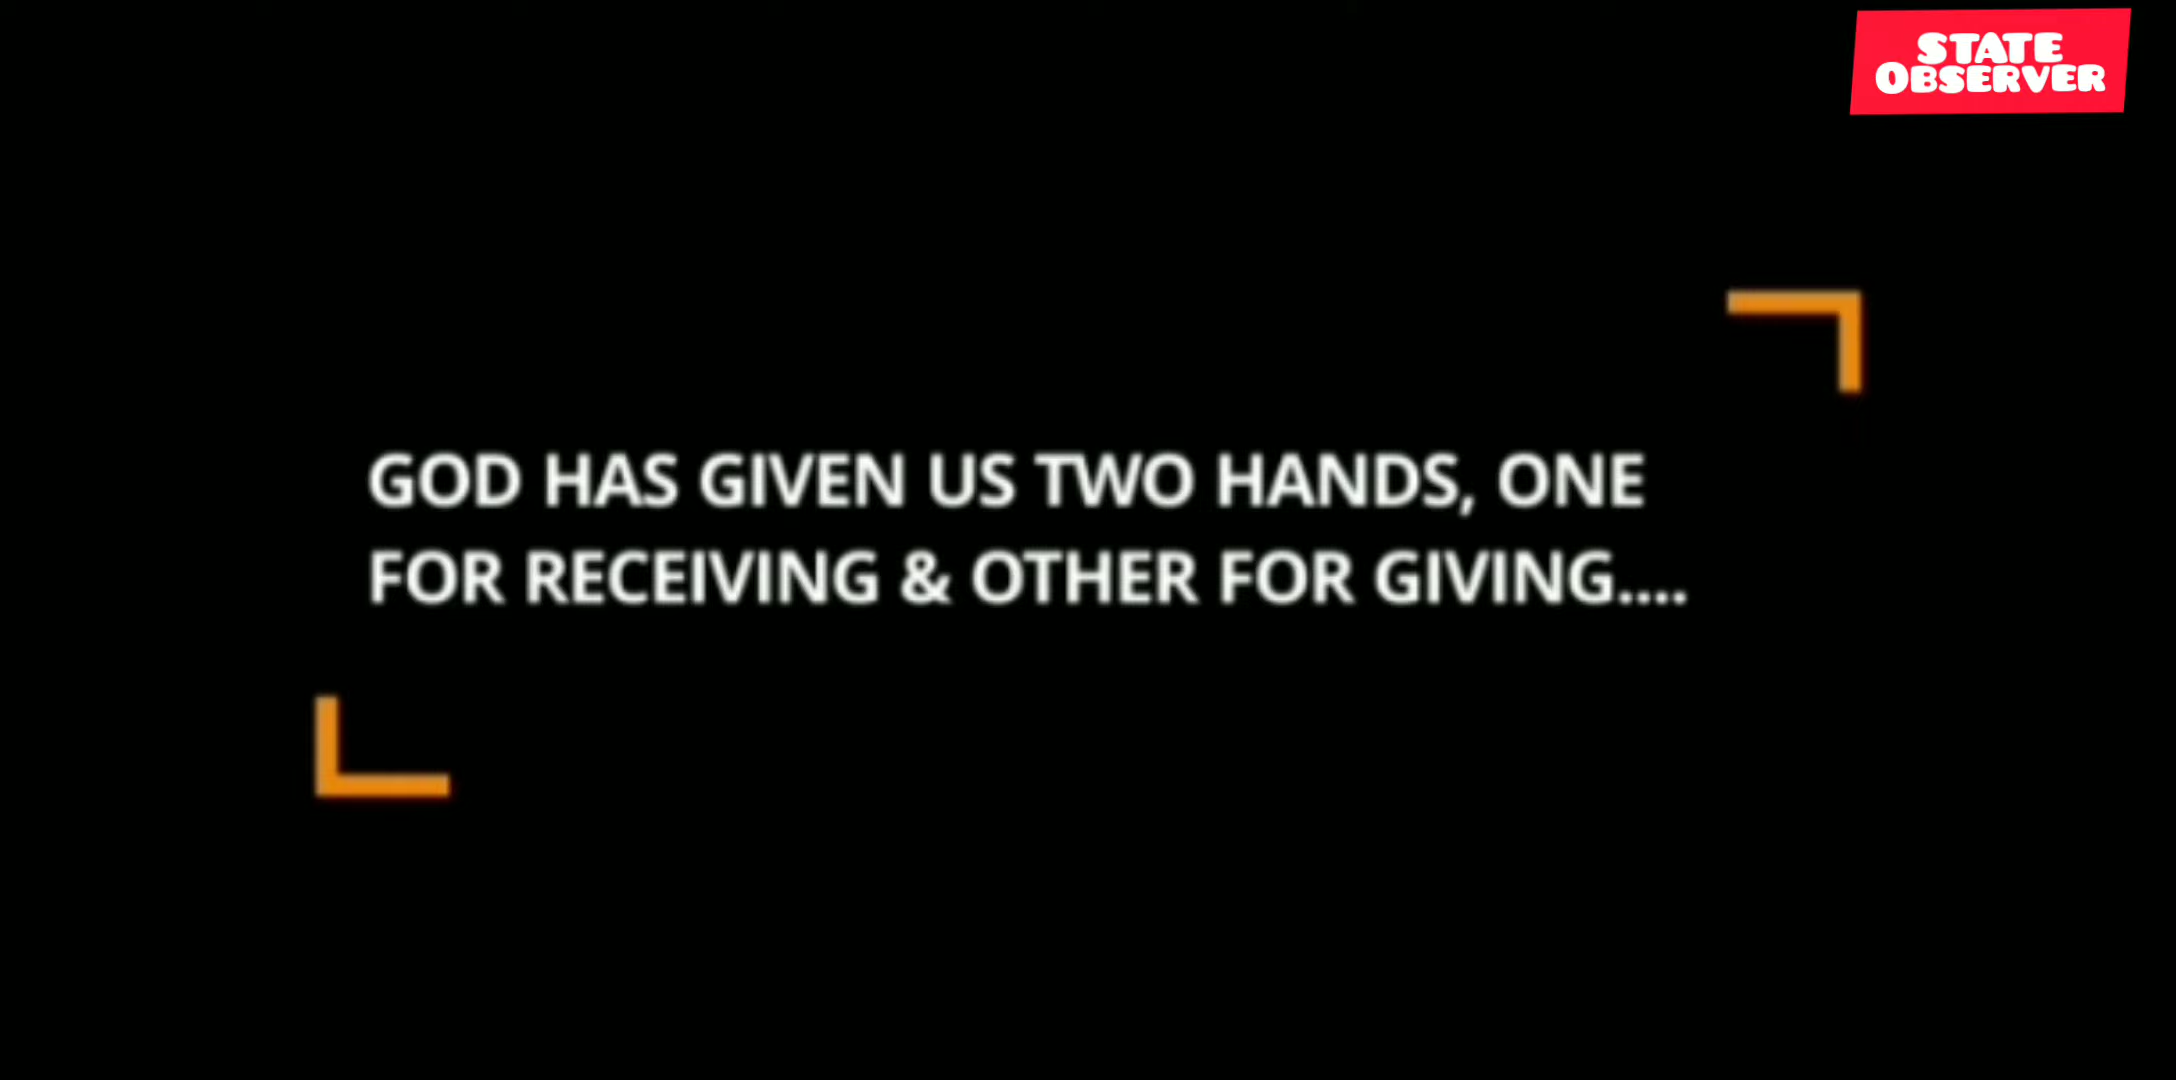 STATE
OBSERVER
GOD HAS GIVEN US TWO HANDS, ONE
FOR RECEIVING & OTHER FOR GIVING....